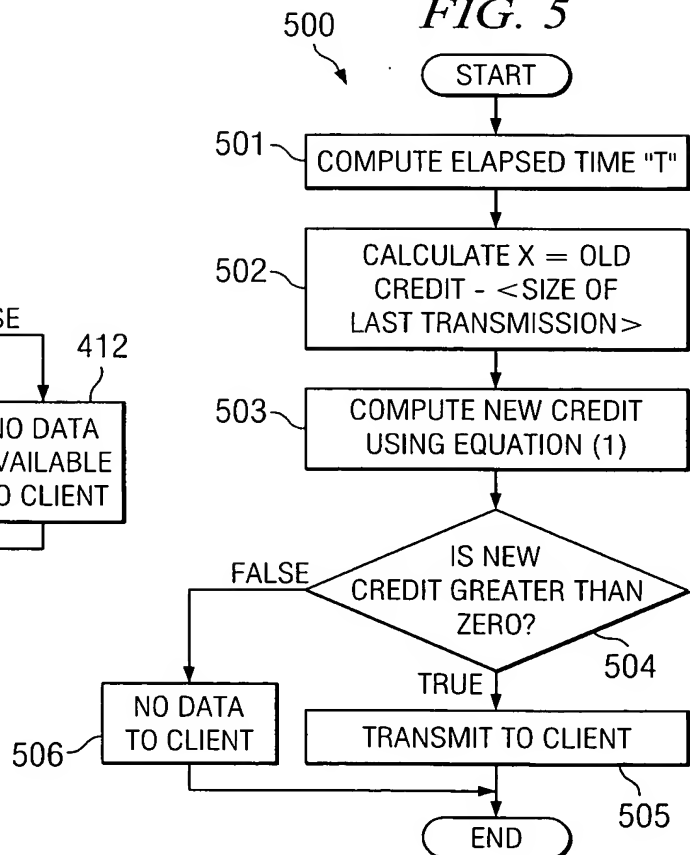 FIG. 5
500
START
501
COMPUTE ELAPSED TIME "T"
502
CALCULATE X = OLD
CREDIT - <SIZE OF
LAST TRANSMISSION>
503
COMPUTE NEW CREDIT
USING EQUATION (1)
IS NEW
CREDIT GREATER THAN
ZERO?
504
FALSE
TRUE
NO DATA
TO CLIENT
506
TRANSMIT TO CLIENT
505
END
SE
412
NO DATA
VAILABLE
O CLIENT